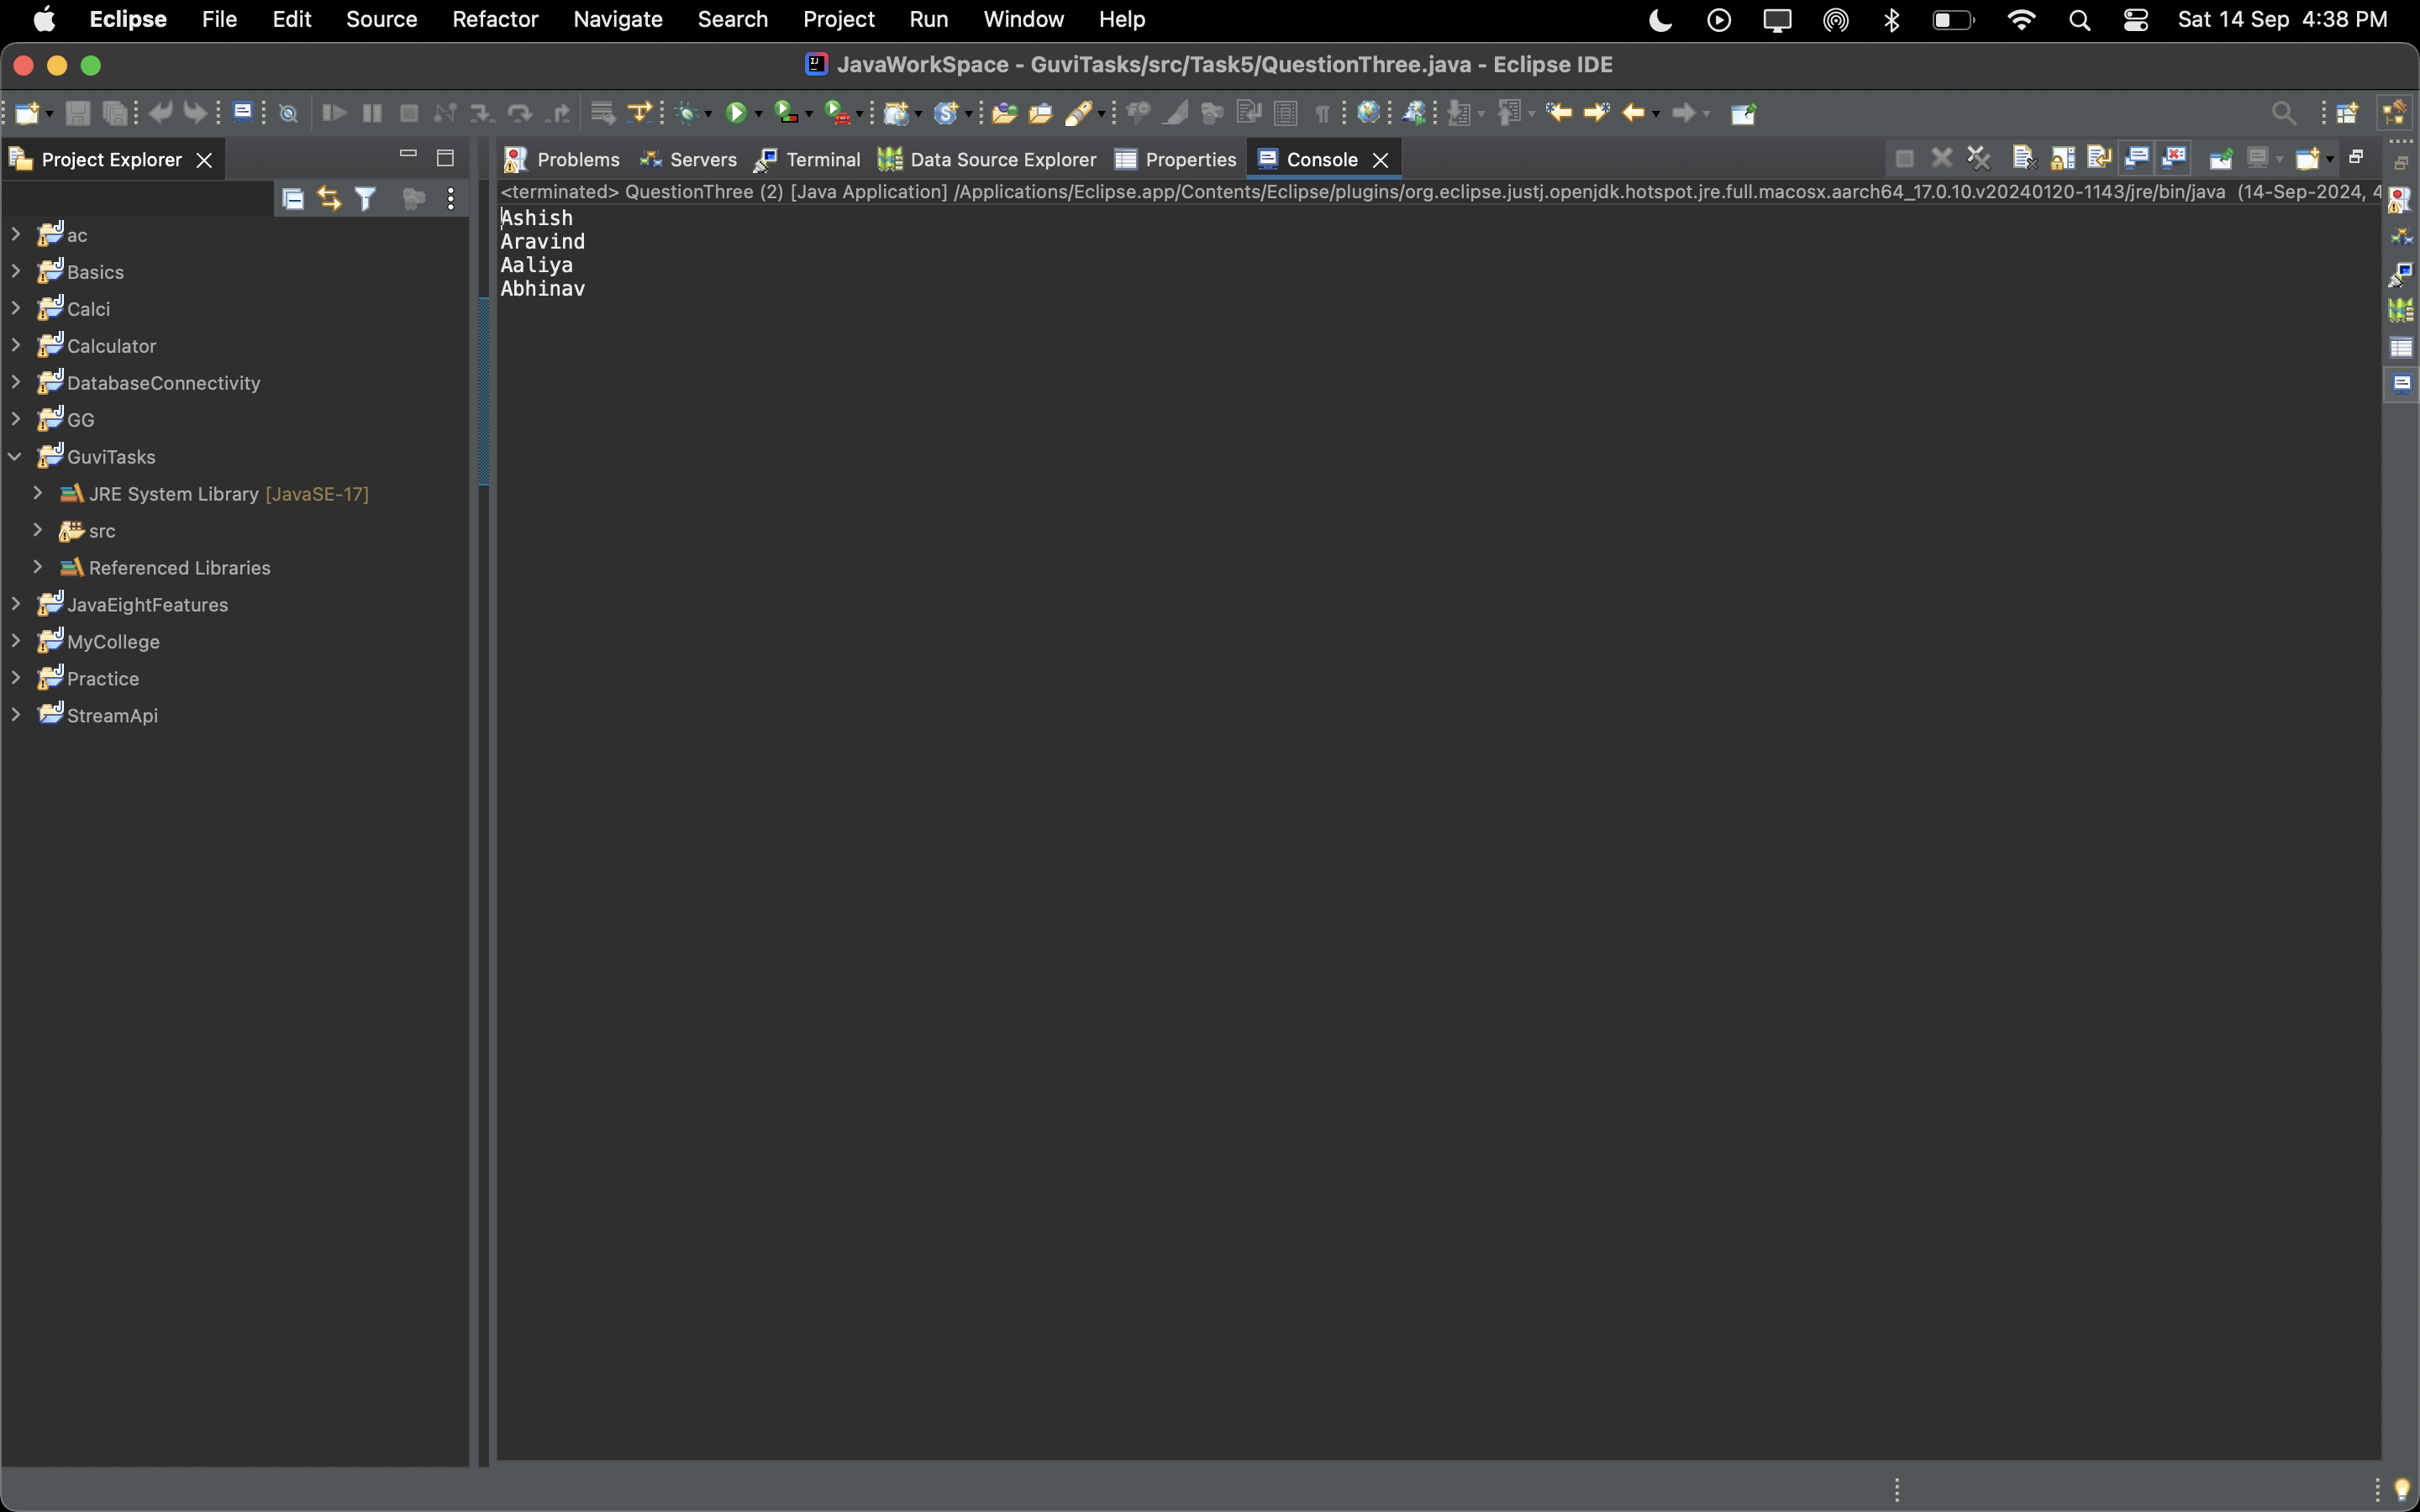 Eclipse File Edit Source Refactor Navigate Search Project Run Window Help Sat 14 Sep 4:38 PM
JavaWorkSpace - GuviTasks/src/Task5/QuestionThree.java - Eclipse IDE
Project Explorer
Problems Servers Terminal Data Source Explorer Properties Console
<terminated> QuestionThree (2) [Java Application] /Applications/Eclipse.app/Contents/Eclipse/plugins/org.eclipse.justj.openjdk.hotspot.jre.full.macosx.aarch64_17.0.10.v20240120-1143/jre/bin/java (14-Sep-2024, 4
ac
Basics
Calci
Calculator
DatabaseConnectivity
GG
GuviTasks
JRE System Library [JavaSE-17]
src
Referenced Libraries
JavaEightFeatures
MyCollege
Practice
StreamApi
Ashish
Aravind
Aaliya
Abhinav